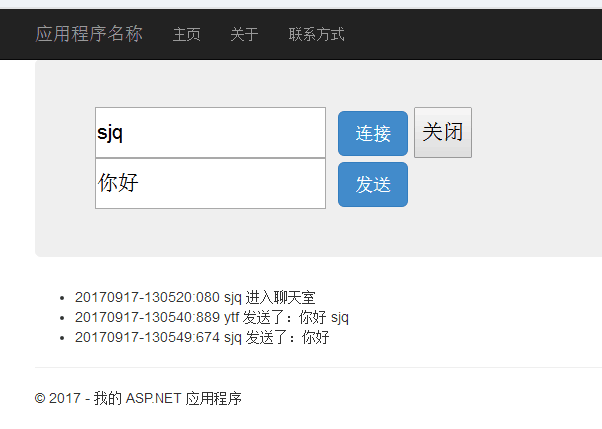 应用程序名称 主页 关于 联系方式
sjq 连接 关闭
你好 发送
20170917-130520:080 sjq 进入聊天室
20170917-130540:889 ytf 发送了：你好 sjq
20170917-130549:674 sjq 发送了：你好
© 2017 - 我的 ASP.NET 应用程序